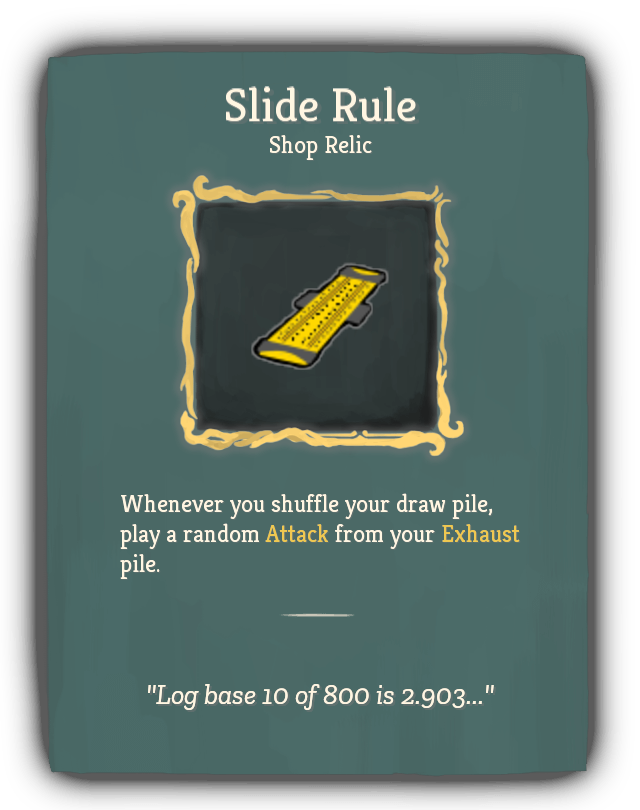 Slide Rule
Shop Relic
Whenever you shuffle your draw pile,
play a random Attack from your Exhaust
pile.
"Log base 10 of 800 is 2.903..."